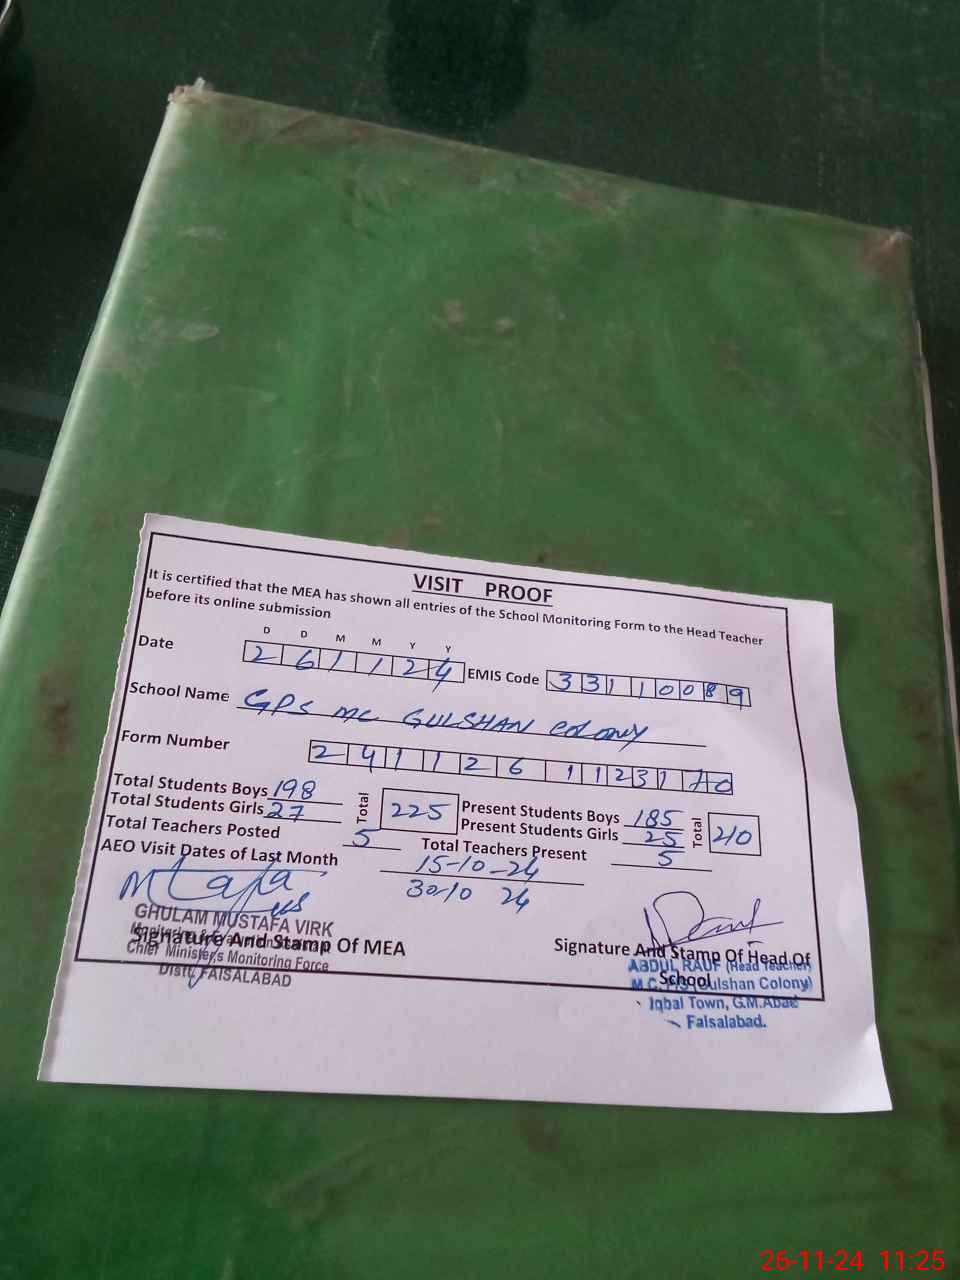 VISIT PROOF
It is certified that the MEA has shown all entries of the School Monitoring Form to the Head Teacher
before its online submission
D D M M Y Y
Date 2 6 1 1 2 4 EMIS Code 3 3 1 1 0 0 8 9
School Name GPS MC GULSHAN Colony
Form Number 2 4 1 1 2 6 1 1 2 3 1 7 0
Total Students Boys 198 Total 225 Present Students Boys 185 Total 210
Total Students Girls 27 Present Students Girls 25
Total Teachers Posted 5 Total Teachers Present 5
AEO Visit Dates of Last Month 15-10-24
30-10 24
GHULAM MUSTAFA VIRK
Signature And Stamp Of MEA
Chief Minister's Monitoring Force
Distt. FAISALABAD
Signature And Stamp Of Head Of
School
ABDUL RAUF (Head Teacher)
(Gulshan Colony)
Iqbal Town, G.M.Abad
Faisalabad.
26-11-24 11:25